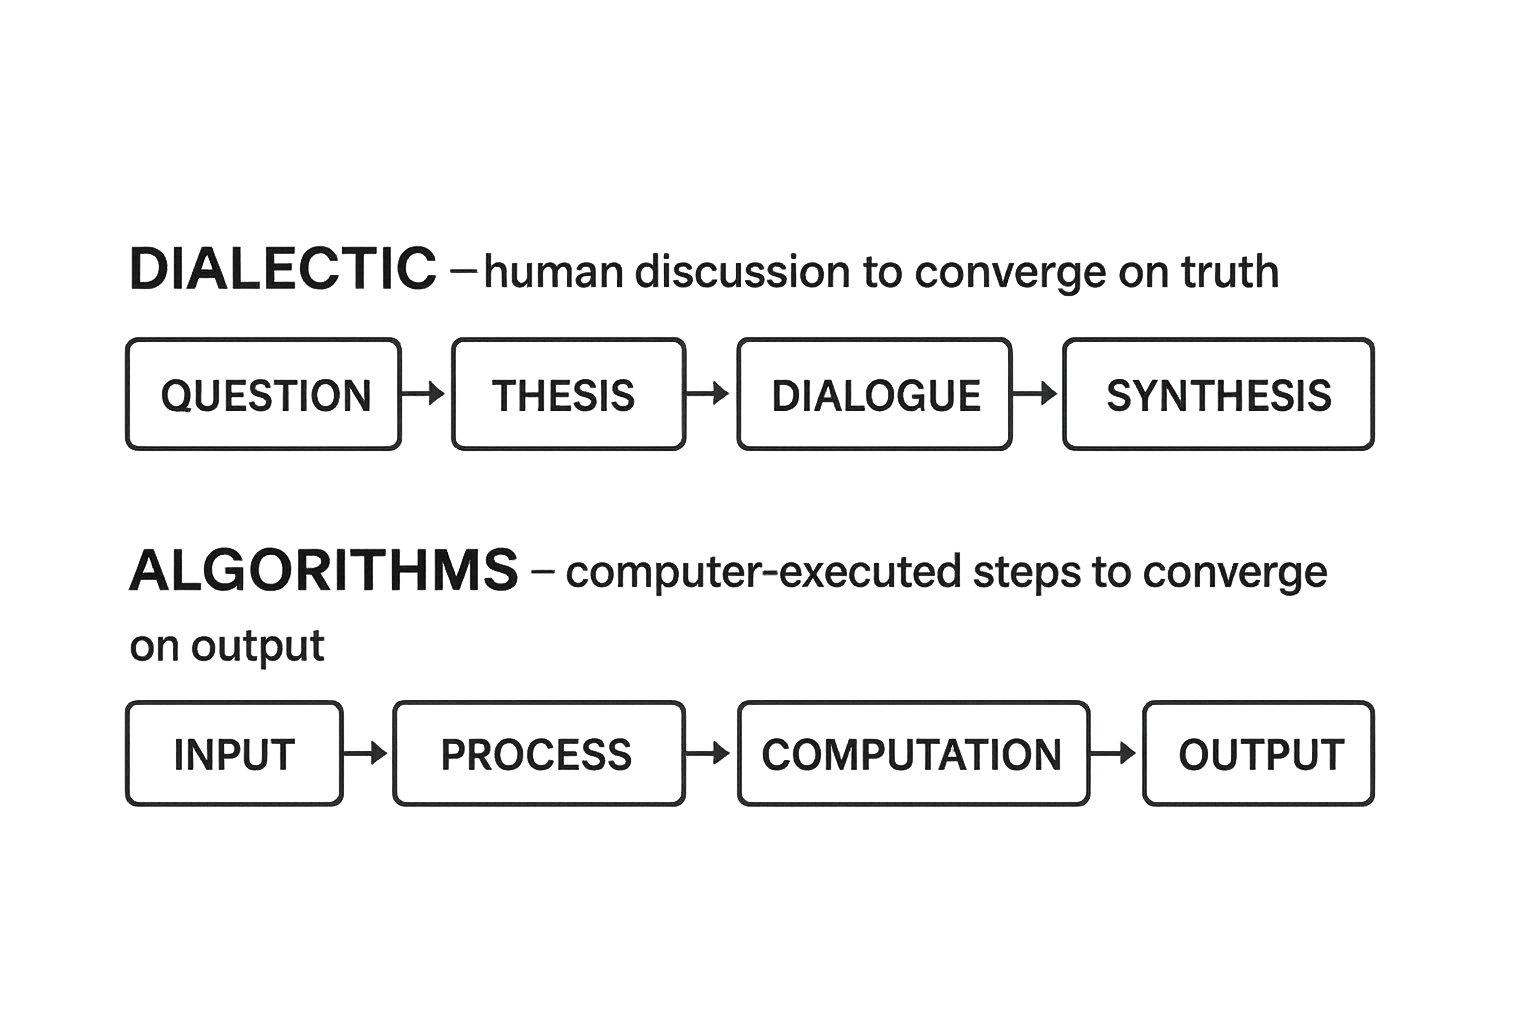 DIALECTIC – human discussion to converge on truth
QUESTION THESIS DIALOGUE SYNTHESIS
ALGORITHMS – computer-executed steps to converge
on output
INPUT PROCESS COMPUTATION OUTPUT